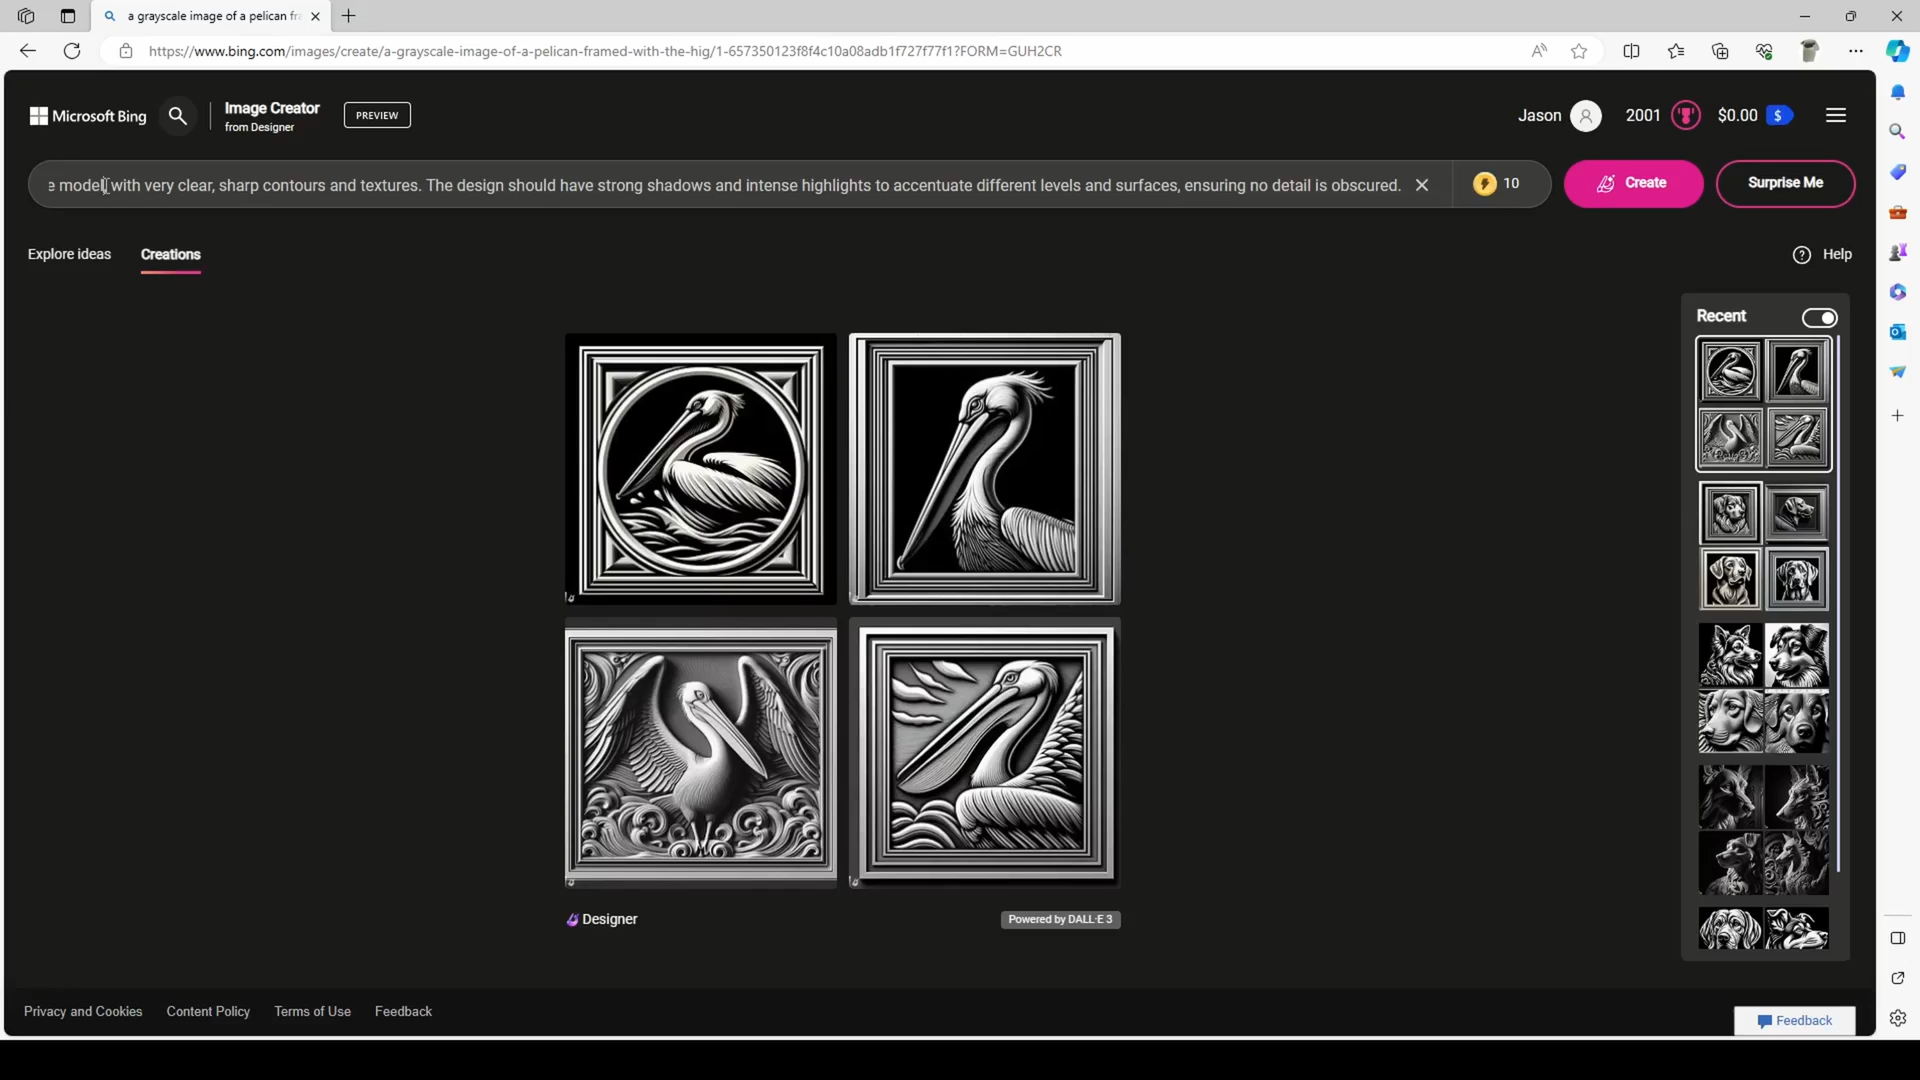 a grayscale image of a pelican fra
https://www.bing.com/images/create/a-grayscale-image-of-a-pelican-framed-with-the-hig/1-657350123f8f4c10a08adb1f727f77f1?FORM=GUH2CR
Microsoft Bing
Image Creator
from Designer
PREVIEW
Jason
2001
$0.00
$
e model, with very clear, sharp contours and textures. The design should have strong shadows and intense highlights to accentuate different levels and surfaces, ensuring no detail is obscured.
10
Create
Surprise Me
Explore ideas
Creations
Help
Recent
Designer
Powered by DALL·E 3
Privacy and Cookies
Content Policy
Terms of Use
Feedback
Feedback